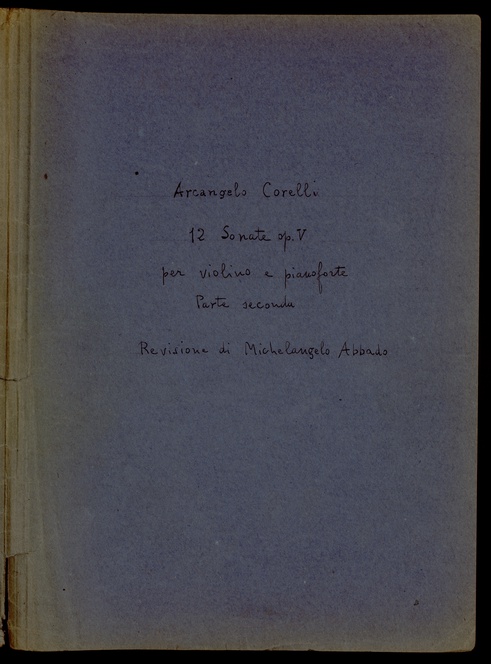 Arcangelo Corelli
12 Sonate op. V
per violino e pianoforte
Parte seconda
Revisione di Michelangelo Abbado